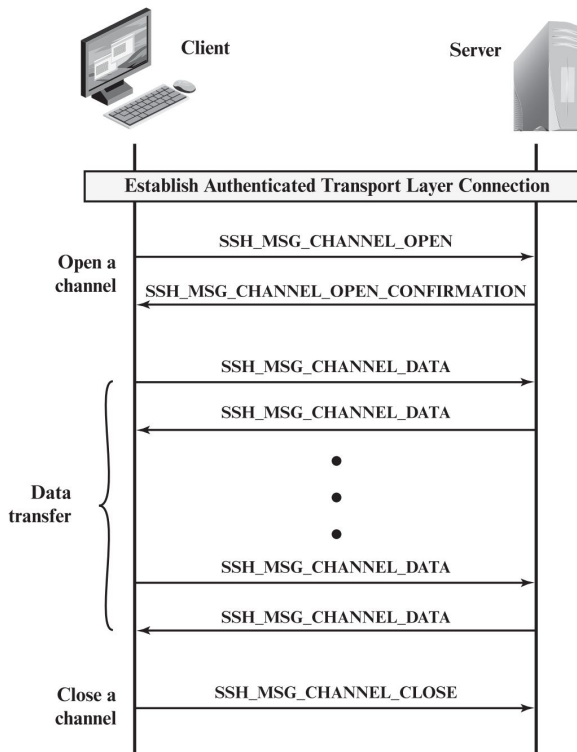 Client
Server
Establish Authenticated Transport Layer Connection
SSH_MSG_CHANNEL_OPEN
Open a
channel
SSH_MSG_CHANNEL_OPEN_CONFIRMATION
SSH_MSG_CHANNEL_DATA
SSH_MSG_CHANNEL_DATA
Data
transfer
SSH_MSG_CHANNEL_DATA
SSH_MSG_CHANNEL_DATA
Close a
channel
SSH_MSG_CHANNEL_CLOSE